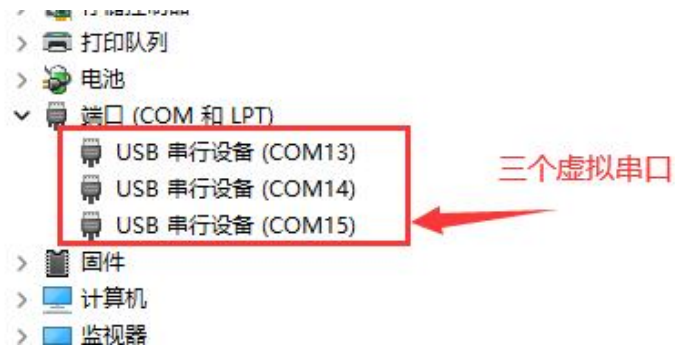 打印队列
电池
端口 (COM 和 LPT)
USB 串行设备 (COM13)
USB 串行设备 (COM14)
USB 串行设备 (COM15)
三个虚拟串口
固件
计算机
监视器